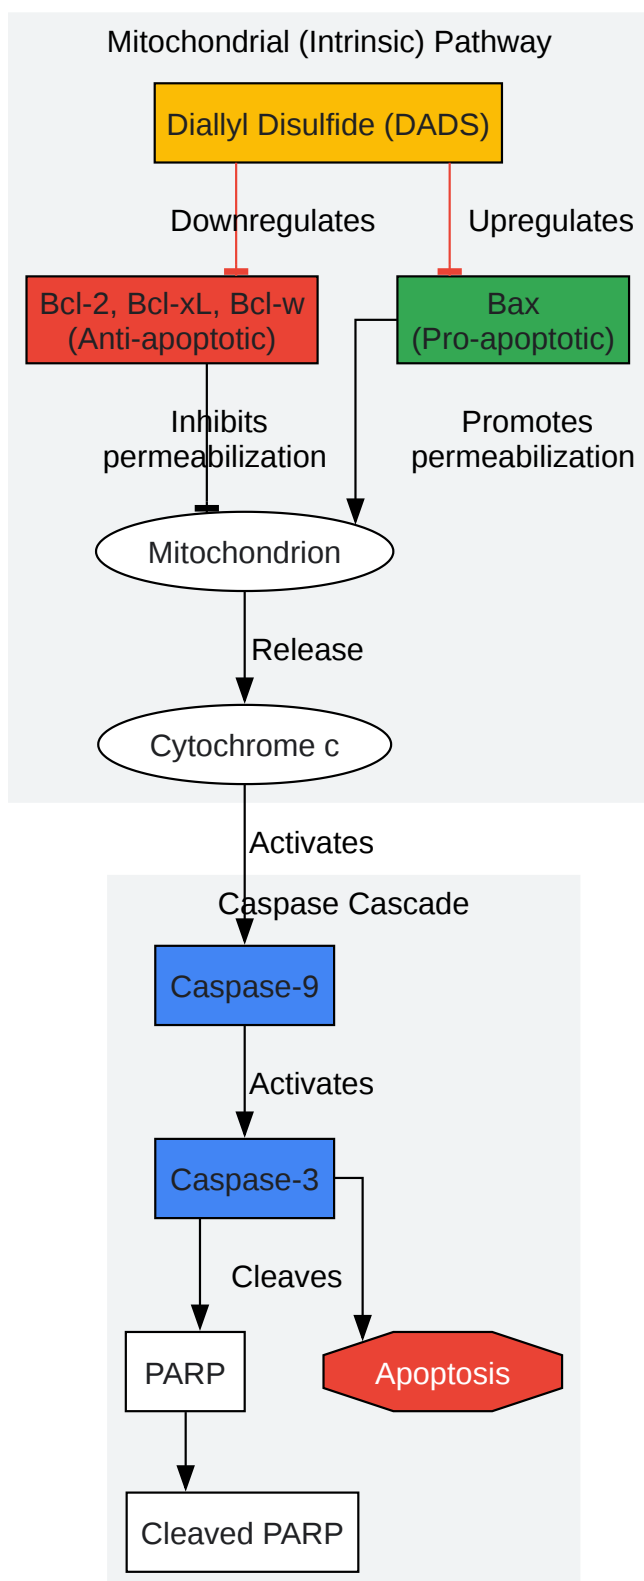 Mitochondrial (Intrinsic) Pathway
Diallyl Disulfide (DADS)
Downregulates
Upregulates
Bcl-2, Bcl-xL, Bcl-w
(Anti-apoptotic)
Bax
(Pro-apoptotic)
Inhibits
permeabilization
Promotes
permeabilization
Mitochondrion
Release
Cytochrome c
Activates
Caspase Cascade
Caspase-9
Activates
Caspase-3
Cleaves
PARP
Apoptosis
Cleaved PARP